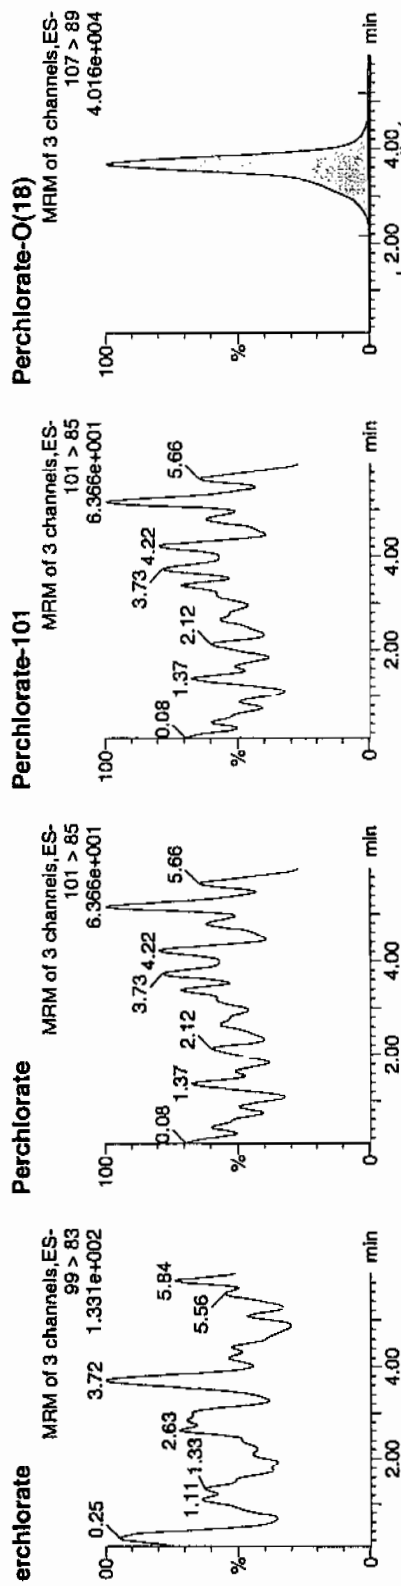 erchlorate
MRM of 3 channels,ES-
99 > 83
1.331e+002
0.25
1.11
1.33
2.63
3.72
5.56
5.84
00
%
0
2.00
4.00
min
Perchlorate
MRM of 3 channels,ES-
101 > 85
6.366e+001
0.08
1.37
2.12
3.73
4.22
5.66
100
%
0
2.00
4.00
min
Perchlorate-101
MRM of 3 channels,ES-
101 > 85
6.366e+001
0.08
1.37
2.12
3.73
4.22
5.66
100
%
0
2.00
4.00
min
Perchlorate-O(18)
MRM of 3 channels,ES-
107 > 89
4.016e+004
100
%
0
2.00
4.00
min